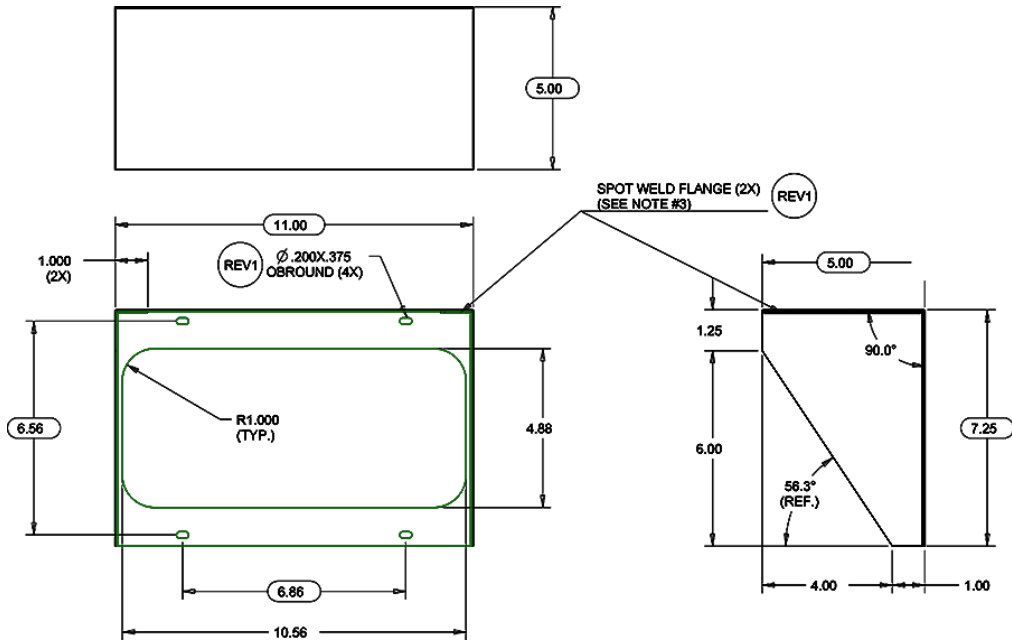 5.00
SPOT WELD FLANGE (2X)
(SEE NOTE #3)
REV1
11.00
1.000
(2X)
REV1
Ø .200X.375
OBROUND (4X)
5.00
1.25
90.0°
R1.000
(TYP.)
6.56
4.88
6.00
7.25
56.3°
(REF.)
6.86
4.00
1.00
10.56